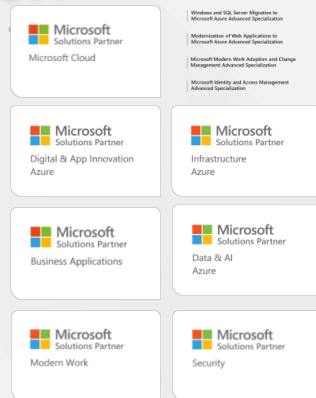 Microsoft
Solutions Partner
Microsoft Cloud
Windows and SQL Server Migration to
Microsoft Azure Advanced Specialization
Modernization of Web Applications to
Microsoft Azure Advanced Specialization
Microsoft Modern Work Adoption and Change
Management Advanced Specialization
Microsoft Identity and Access Management
Advanced Specialization
Microsoft
Solutions Partner
Digital & App Innovation
Azure
Microsoft
Solutions Partner
Infrastructure
Azure
Microsoft
Solutions Partner
Business Applications
Microsoft
Solutions Partner
Data & AI
Azure
Microsoft
Solutions Partner
Modern Work
Microsoft
Solutions Partner
Security